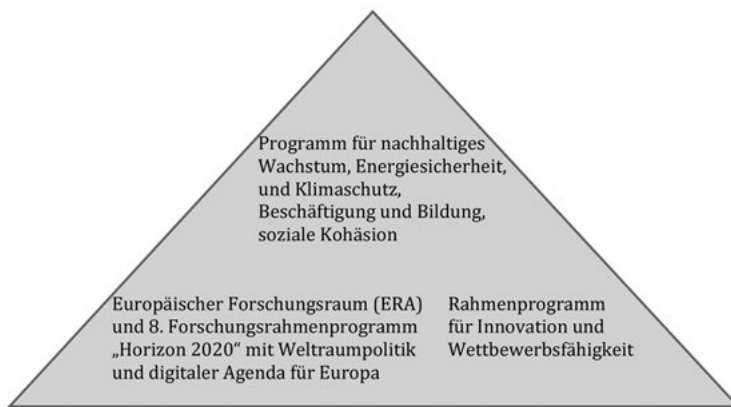 Programm für nachhaltiges
Wachstum, Energiesicherheit,
und Klimaschutz,
Beschäftigung und Bildung,
soziale Kohäsion
Europäischer Forschungsraum (ERA)
und 8. Forschungsrahmenprogramm
„Horizon 2020“ mit Weltraumpolitik
und digitaler Agenda für Europa
Rahmenprogramm
für Innovation und
Wettbewerbsfähigkeit